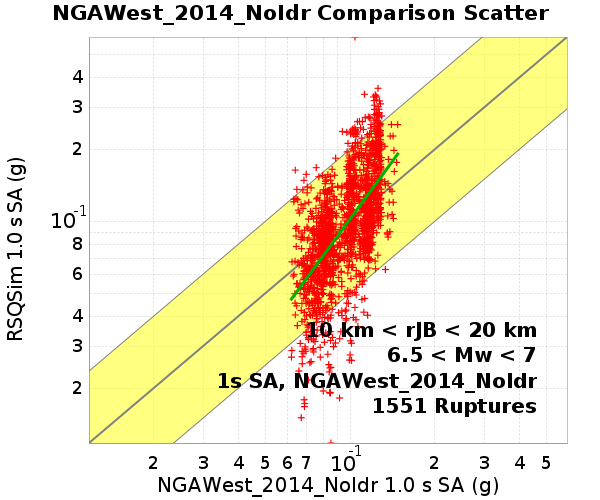 NGAWest_2014_NoIdr Comparison Scatter
4
3
2
10-1
8
6
4
3
2
RSQSim 1.0 s SA (g)
10 km < rJB < 20 km
6.5 < Mw < 7
1s SA, NGAWest_2014_NoIdr
1551 Ruptures
2 3 4 5 6 7 10-1 2 3 4 5
NGAWest_2014_NoIdr 1.0 s SA (g)